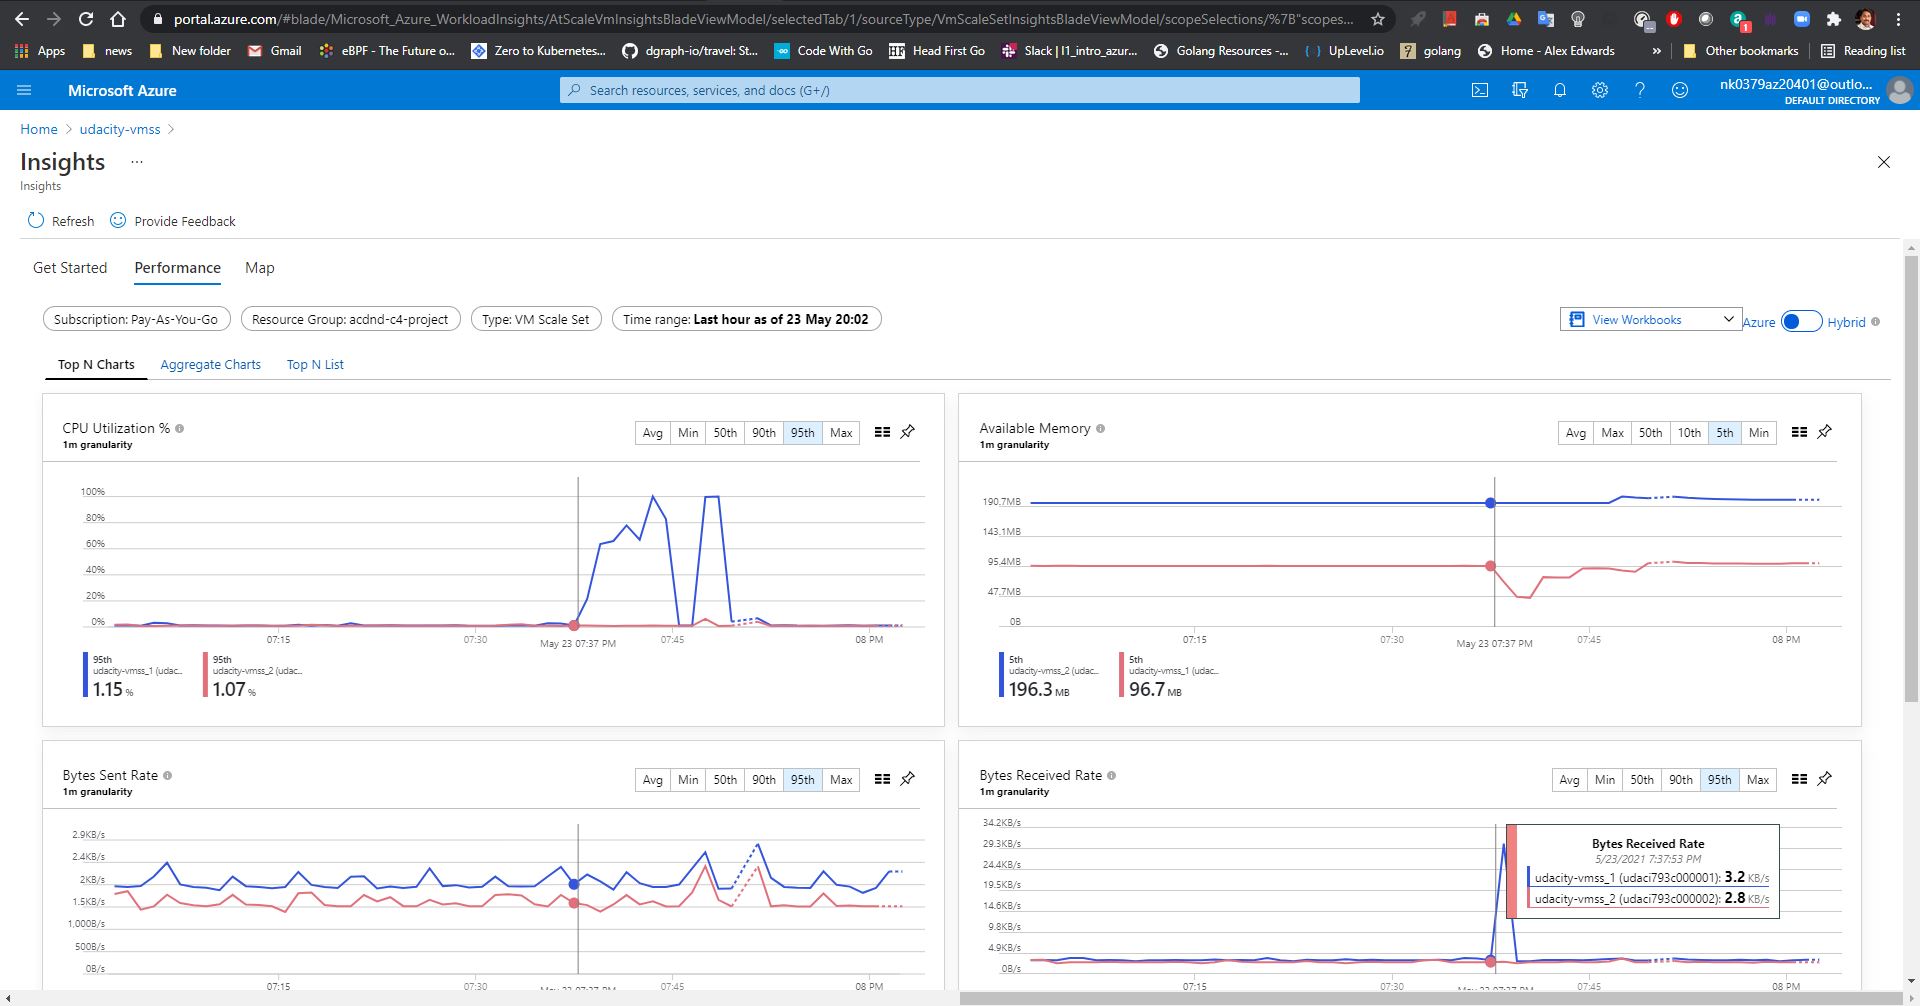 portal.azure.com/#blade/Microsoft_Azure_WorkloadInsights/AtScaleVmInsightsBladeViewModel/selectedTab/1/sourceType/VmScaleSetInsightsBladeViewModel/scopeSelections/%7B"scopes...
Apps news New folder Gmail eBPF - The Future o... Zero to Kubernetes... dgraph-io/travel: St... Code With Go Head First Go Slack | l1_intro_azur... Golang Resources -... UpLevel.io golang Home - Alex Edwards » Other bookmarks Reading list
Microsoft Azure
Search resources, services, and docs (G+/)
nk0379az20401@outlo...
DEFAULT DIRECTORY
Home > udacity-vmss >
Insights ...
Insights
Refresh Provide Feedback
Get Started Performance Map
Subscription: Pay-As-You-Go Resource Group: acdnd-c4-project Type: VM Scale Set Time range: Last hour as of 23 May 20:02
View Workbooks Azure Hybrid
Top N Charts Aggregate Charts Top N List
CPU Utilization %
1m granularity
Avg Min 50th 90th 95th Max
100%
80%
60%
40%
20%
0%
07:15 07:30 May 23 07:37 PM 07:45 08 PM
95th
udacity-vmss_1 (udac...
1.15 %
95th
udacity-vmss_2 (udac...
1.07 %
Available Memory
1m granularity
Avg Max 50th 10th 5th Min
190.7MB
143.1MB
95.4MB
47.7MB
0B
07:15 07:30 May 23 07:37 PM 07:45 08 PM
5th
udacity-vmss_2 (udac...
196.3 MB
5th
udacity-vmss_1 (udac...
96.7 MB
Bytes Sent Rate
1m granularity
Avg Min 50th 90th 95th Max
2.9KB/s
2.4KB/s
2KB/s
1.5KB/s
1,000B/s
500B/s
0B/s
07:15 07:30 May 23 07:37 PM 07:45 08 PM
Bytes Received Rate
1m granularity
Avg Min 50th 90th 95th Max
34.2KB/s
29.3KB/s
24.4KB/s
19.5KB/s
14.6KB/s
9.8KB/s
4.9KB/s
0B/s
Bytes Received Rate
5/23/2021 7:37:53 PM
udacity-vmss_1 (udaci793c000001): 3.2 KB/s
udacity-vmss_2 (udaci793c000002): 2.8 KB/s
07:15 07:30 May 23 07:37 PM 07:45 08 PM